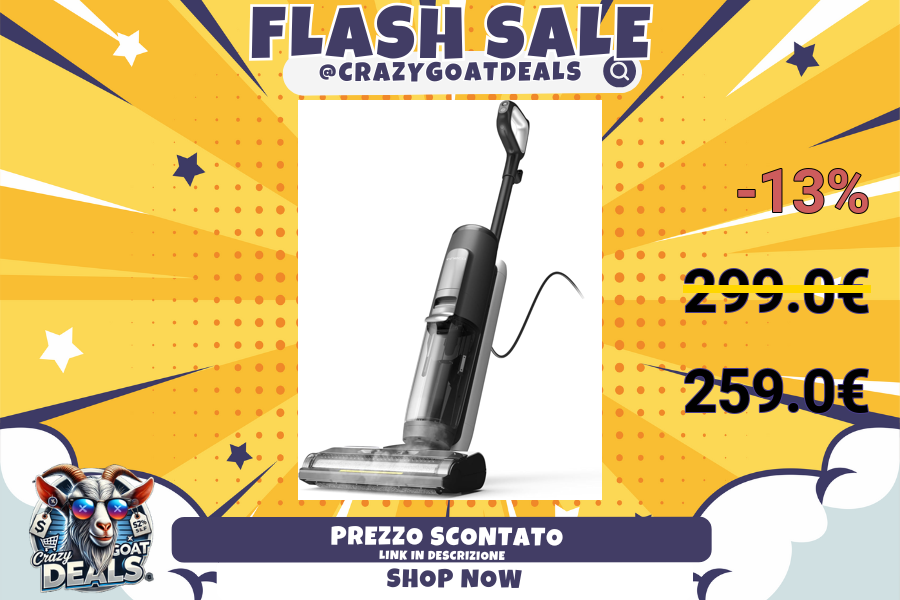 FLASH SALE
@CRAZYGOATDEALS
-13%
299.0€
259.0€
$
Crazy
GOAT
DEALS
PREZZO SCONTATO
LINK IN DESCRIZIONE
SHOP NOW